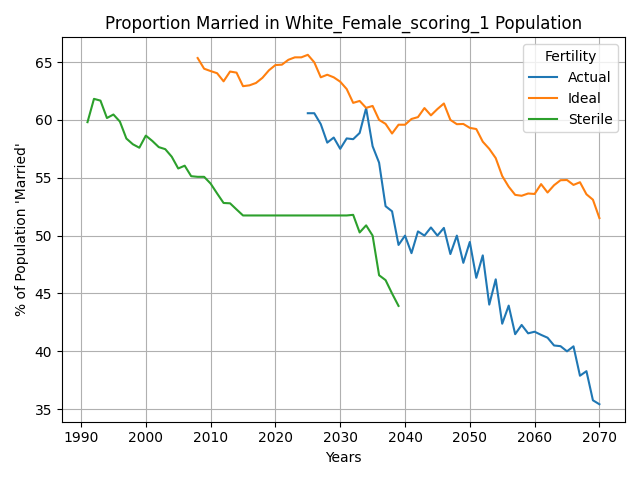 Proportion Married in White_Female_scoring_1 Population
% of Population 'Married'
65
60
55
50
45
40
35
Fertility
Actual
Ideal
Sterile
1990 2000 2010 2020 2030 2040 2050 2060 2070
Years